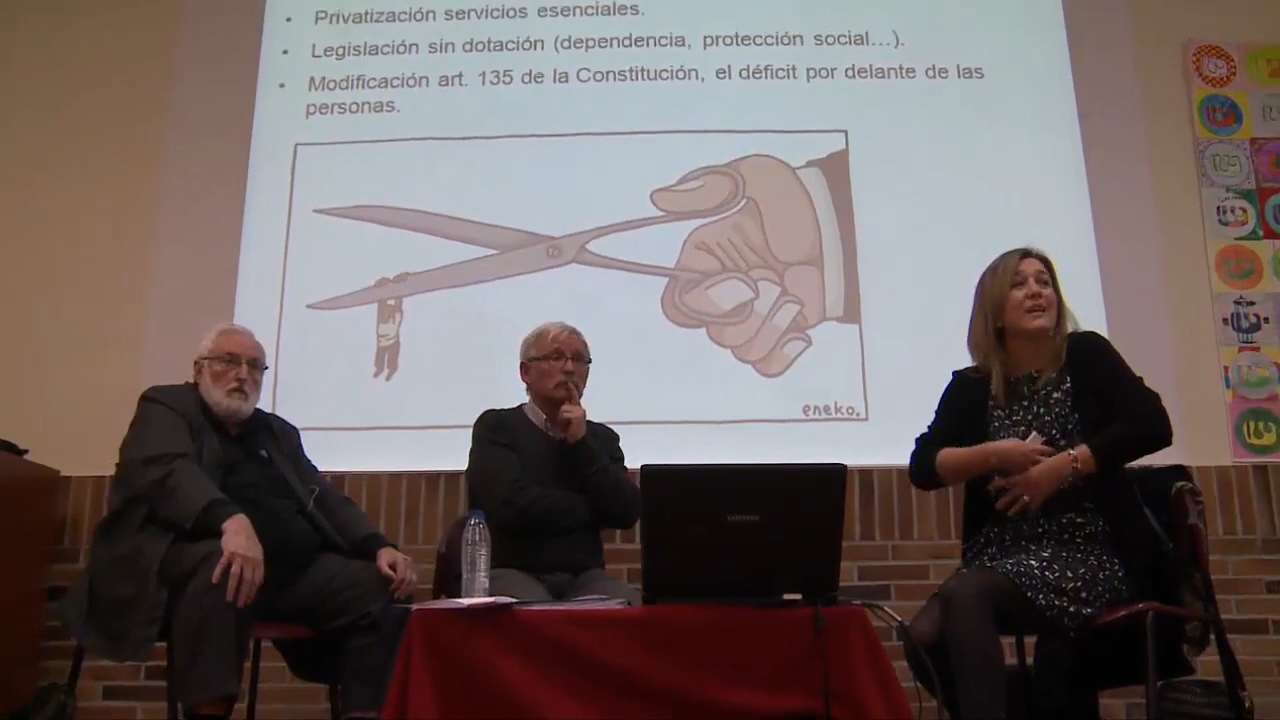 • Privatización servicios esenciales.
• Legislación sin dotación (dependencia, protección social...).
• Modificación art. 135 de la Constitución, el déficit por delante de las
personas.
eneko.
SAMSUNG